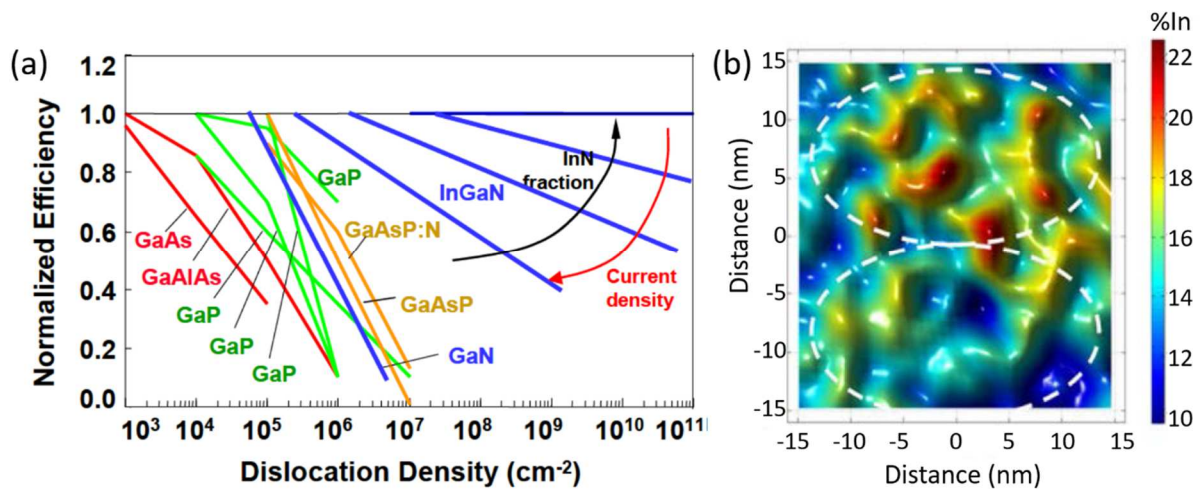 (a)
Normalized Efficiency
1.2
1.0
0.8
0.6
0.4
0.2
0.0
GaAs
GaAlAs
GaP
GaP
GaP
GaP
GaAsP:N
GaAsP
GaN
InGaN
InN
fraction
Current
density
10³ 10⁴ 10⁵ 10⁶ 10⁷ 10⁸ 10⁹ 10¹⁰ 10¹¹
Dislocation Density (cm⁻²)
(b)
%In
Distance (nm)
15
10
5
0
-5
-10
-15
-15 -10 -5 0 5 10 15
Distance (nm)
22
20
18
16
14
12
10